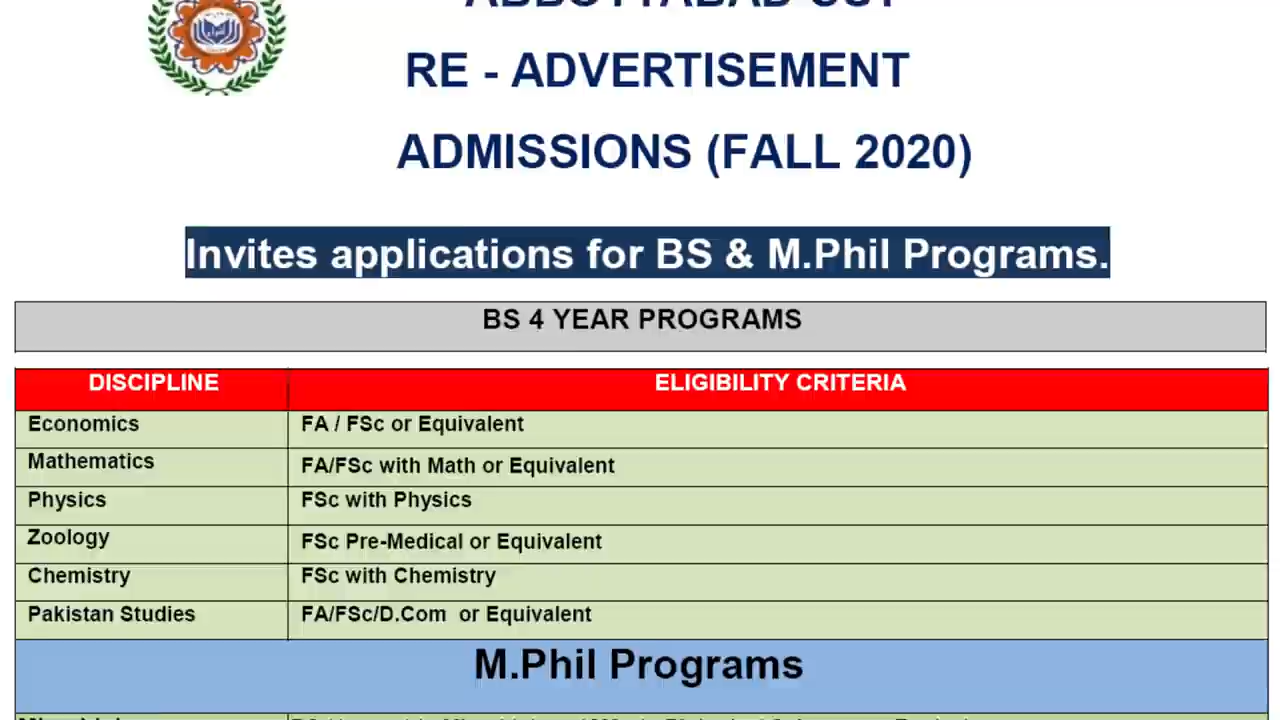 RE - ADVERTISEMENT
ADMISSIONS (FALL 2020)
Invites applications for BS & M.Phil Programs.
BS 4 YEAR PROGRAMS
DISCIPLINE ELIGIBILITY CRITERIA
Economics FA / FSc or Equivalent
Mathematics FA/FSc with Math or Equivalent
Physics FSc with Physics
Zoology FSc Pre-Medical or Equivalent
Chemistry FSc with Chemistry
Pakistan Studies FA/FSc/D.Com or Equivalent
M.Phil Programs